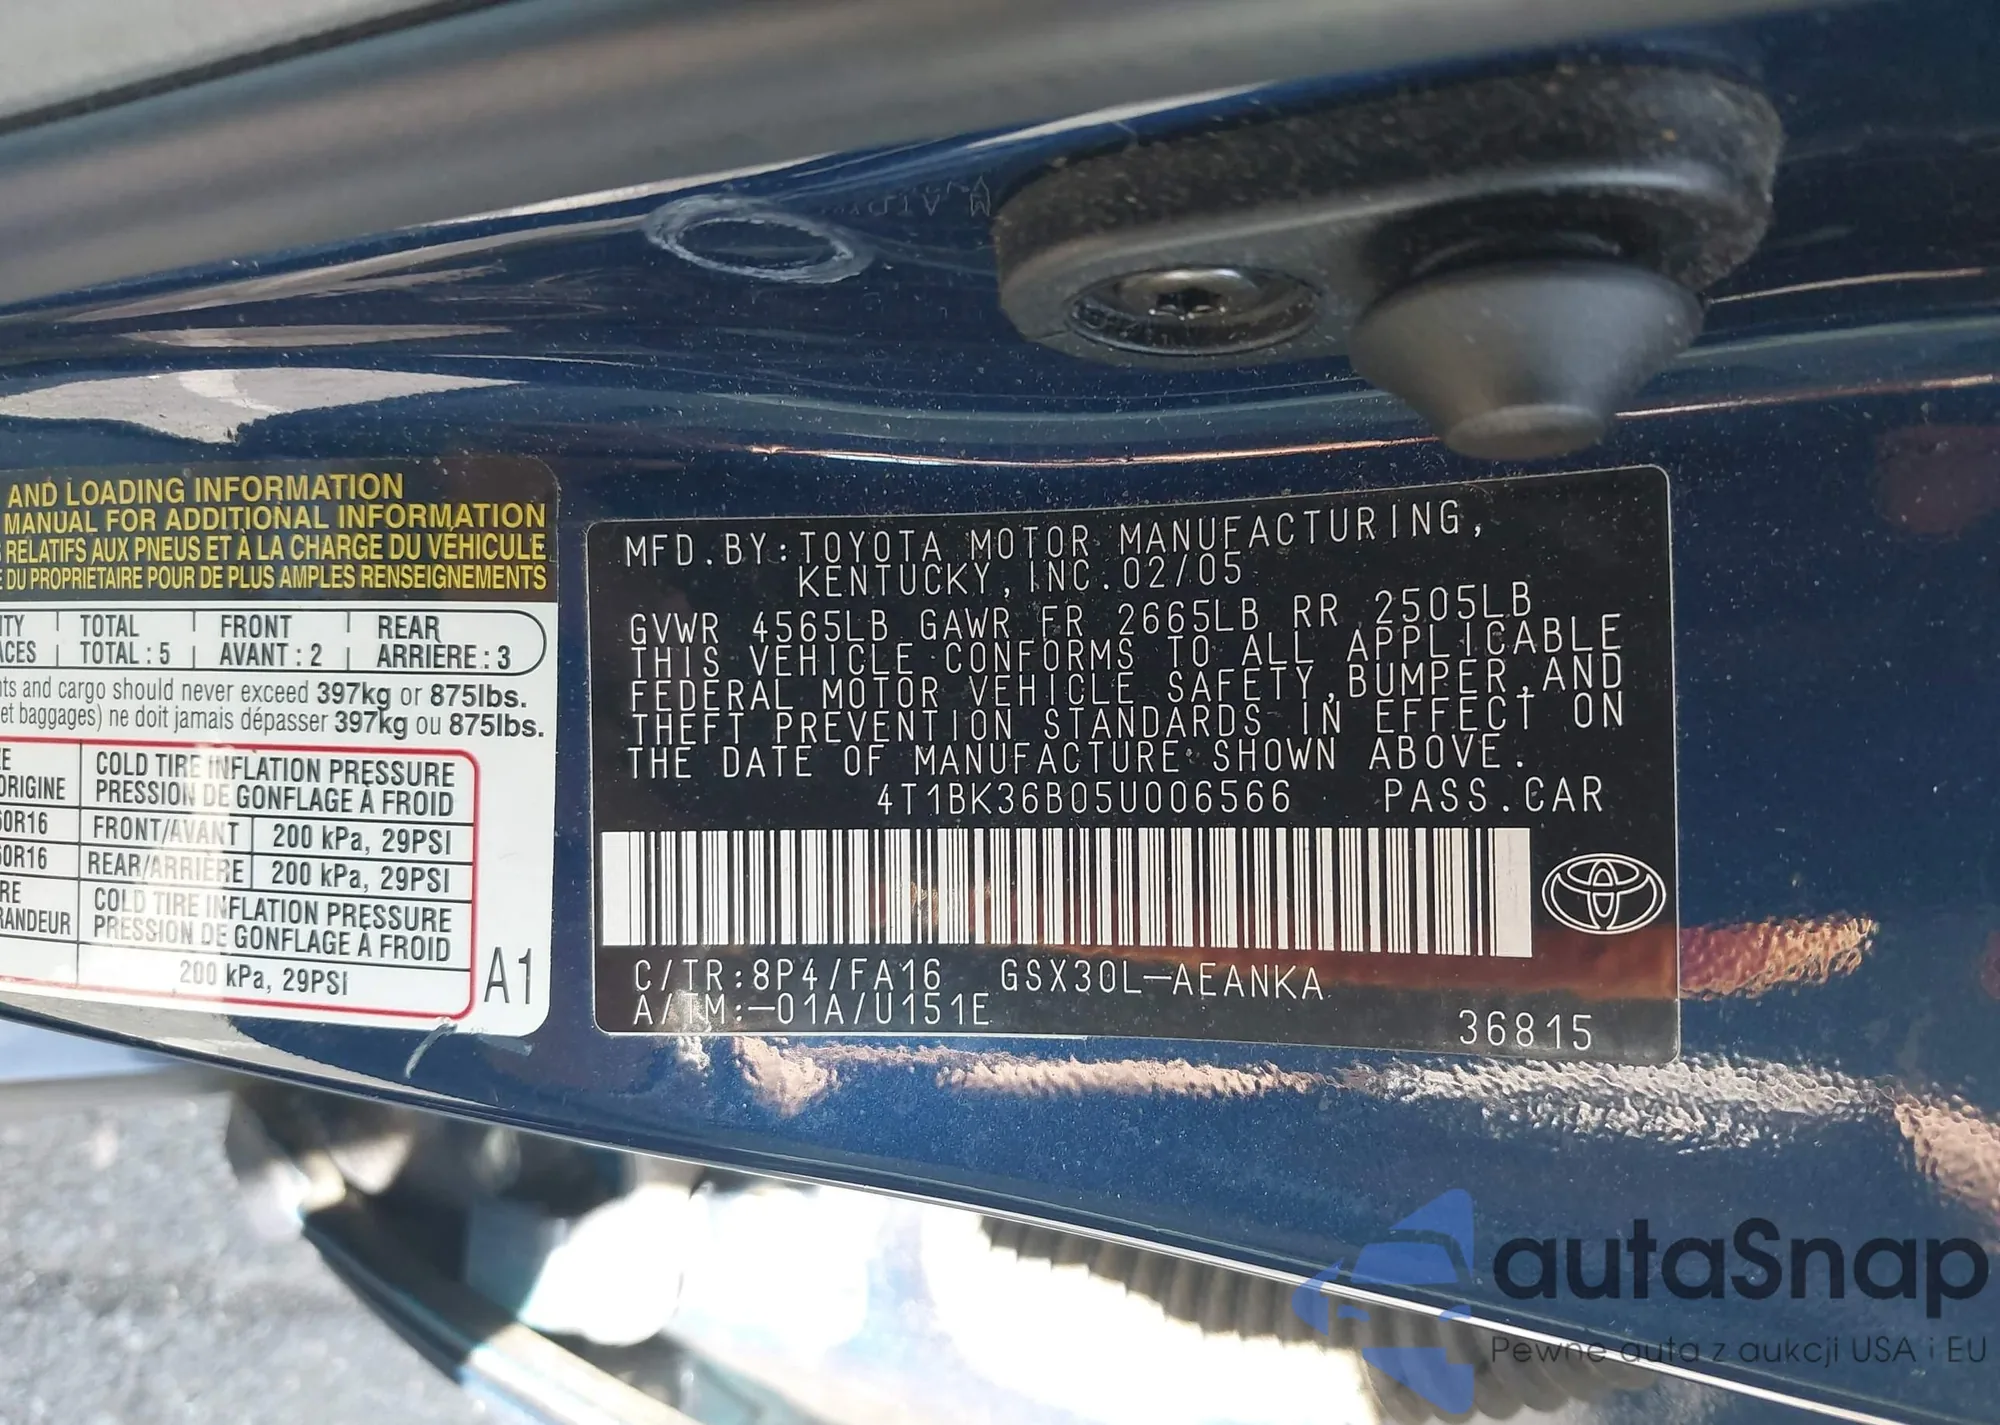 AND LOADING INFORMATION
MANUAL FOR ADDITIONAL INFORMATION
RELATIFS AUX PNEUS ET À LA CHARGE DU VÉHICULE
DU PROPRIÉTAIRE POUR DE PLUS AMPLES RENSEIGNEMENTS
TOTAL FRONT REAR
TOTAL : 5 AVANT : 2 ARRIÈRE : 3
and cargo should never exceed 397kg or 875lbs.
et baggages) ne doit jamais dépasser 397kg ou 875lbs.
COLD TIRE INFLATION PRESSURE
PRESSION DE GONFLAGE À FROID
FRONT/AVANT 200 kPa, 29PSI
REAR/ARRIÈRE 200 kPa, 29PSI
COLD TIRE INFLATION PRESSURE
PRESSION DE GONFLAGE À FROID
200 kPa, 29PSI
A1
MFD.BY:TOYOTA MOTOR MANUFACTURING,
KENTUCKY,INC.02/05
GVWR 4565LB GAWR FR 2665LB RR 2505LB
THIS VEHICLE CONFORMS TO ALL APPLICABLE
FEDERAL MOTOR VEHICLE SAFETY,BUMPER,AND
THEFT PREVENTION STANDARDS IN EFFECT ON
THE DATE OF MANUFACTURE SHOWN ABOVE.
4T1BK36B05U006566 PASS.CAR
C/TR:8P4/FA16 GSX30L-AEANKA
A/TM:-01A/U151E
36815
autaSnap
Pewne auta z aukcji USA i EU